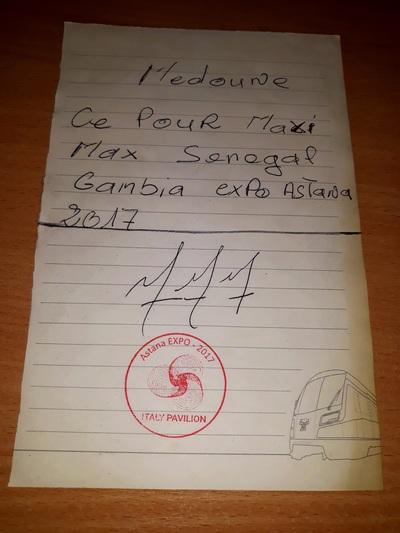 Medoune
Ce Pour Maxi
Max Senegal
Gambia expo Astana
2017
Astana EXPO - 2017
ITALY PAVILION